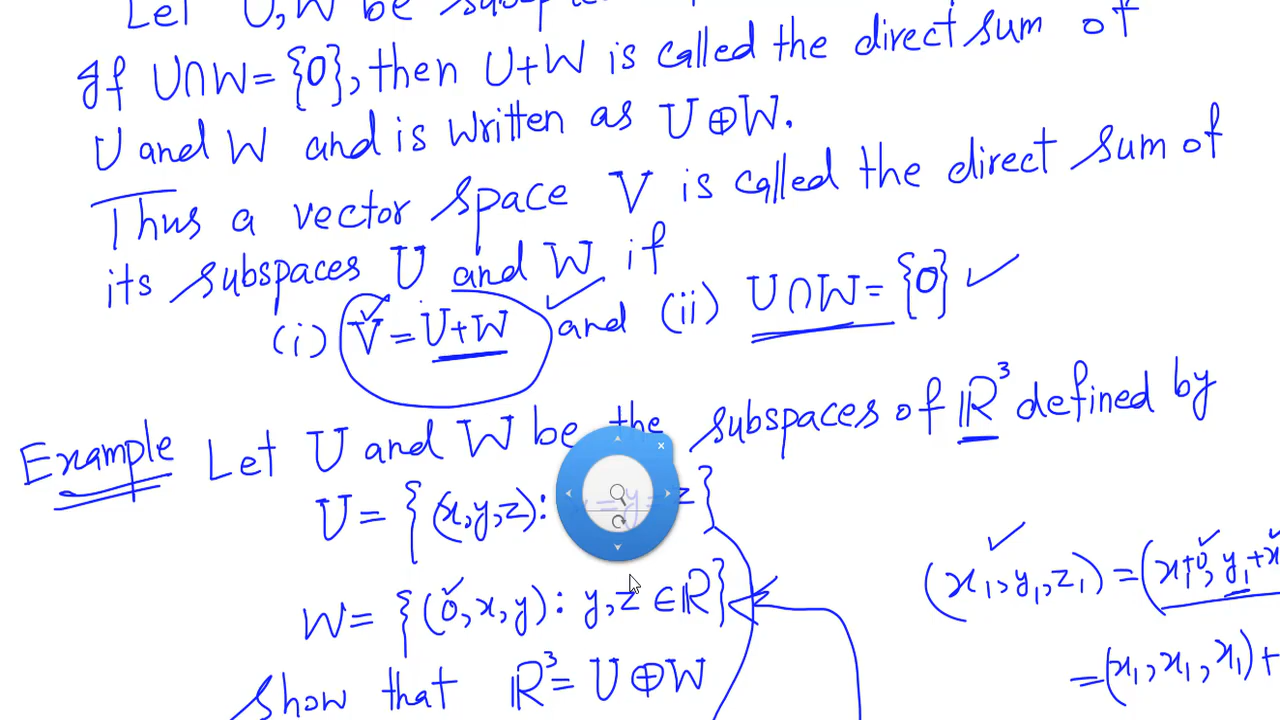 Let U, W be
If U∩W = {0}, then U+W is called the direct sum of
U and W and is written as U⊕W.
Thus a vector space V is called the direct sum of
its subspaces U and W if
(i) V = U+W and (ii) U∩W = {0}
Example Let U and W be the subspaces of ℝ³ defined by
U = {(x,y,z): x=y=z}
W = {(0,x,y): y,z ∈ ℝ}
Show that ℝ³ = U⊕W
(x₁,y₁,z₁) = (x₁+0, y₁+x
= (x₁,x₁,x₁)+